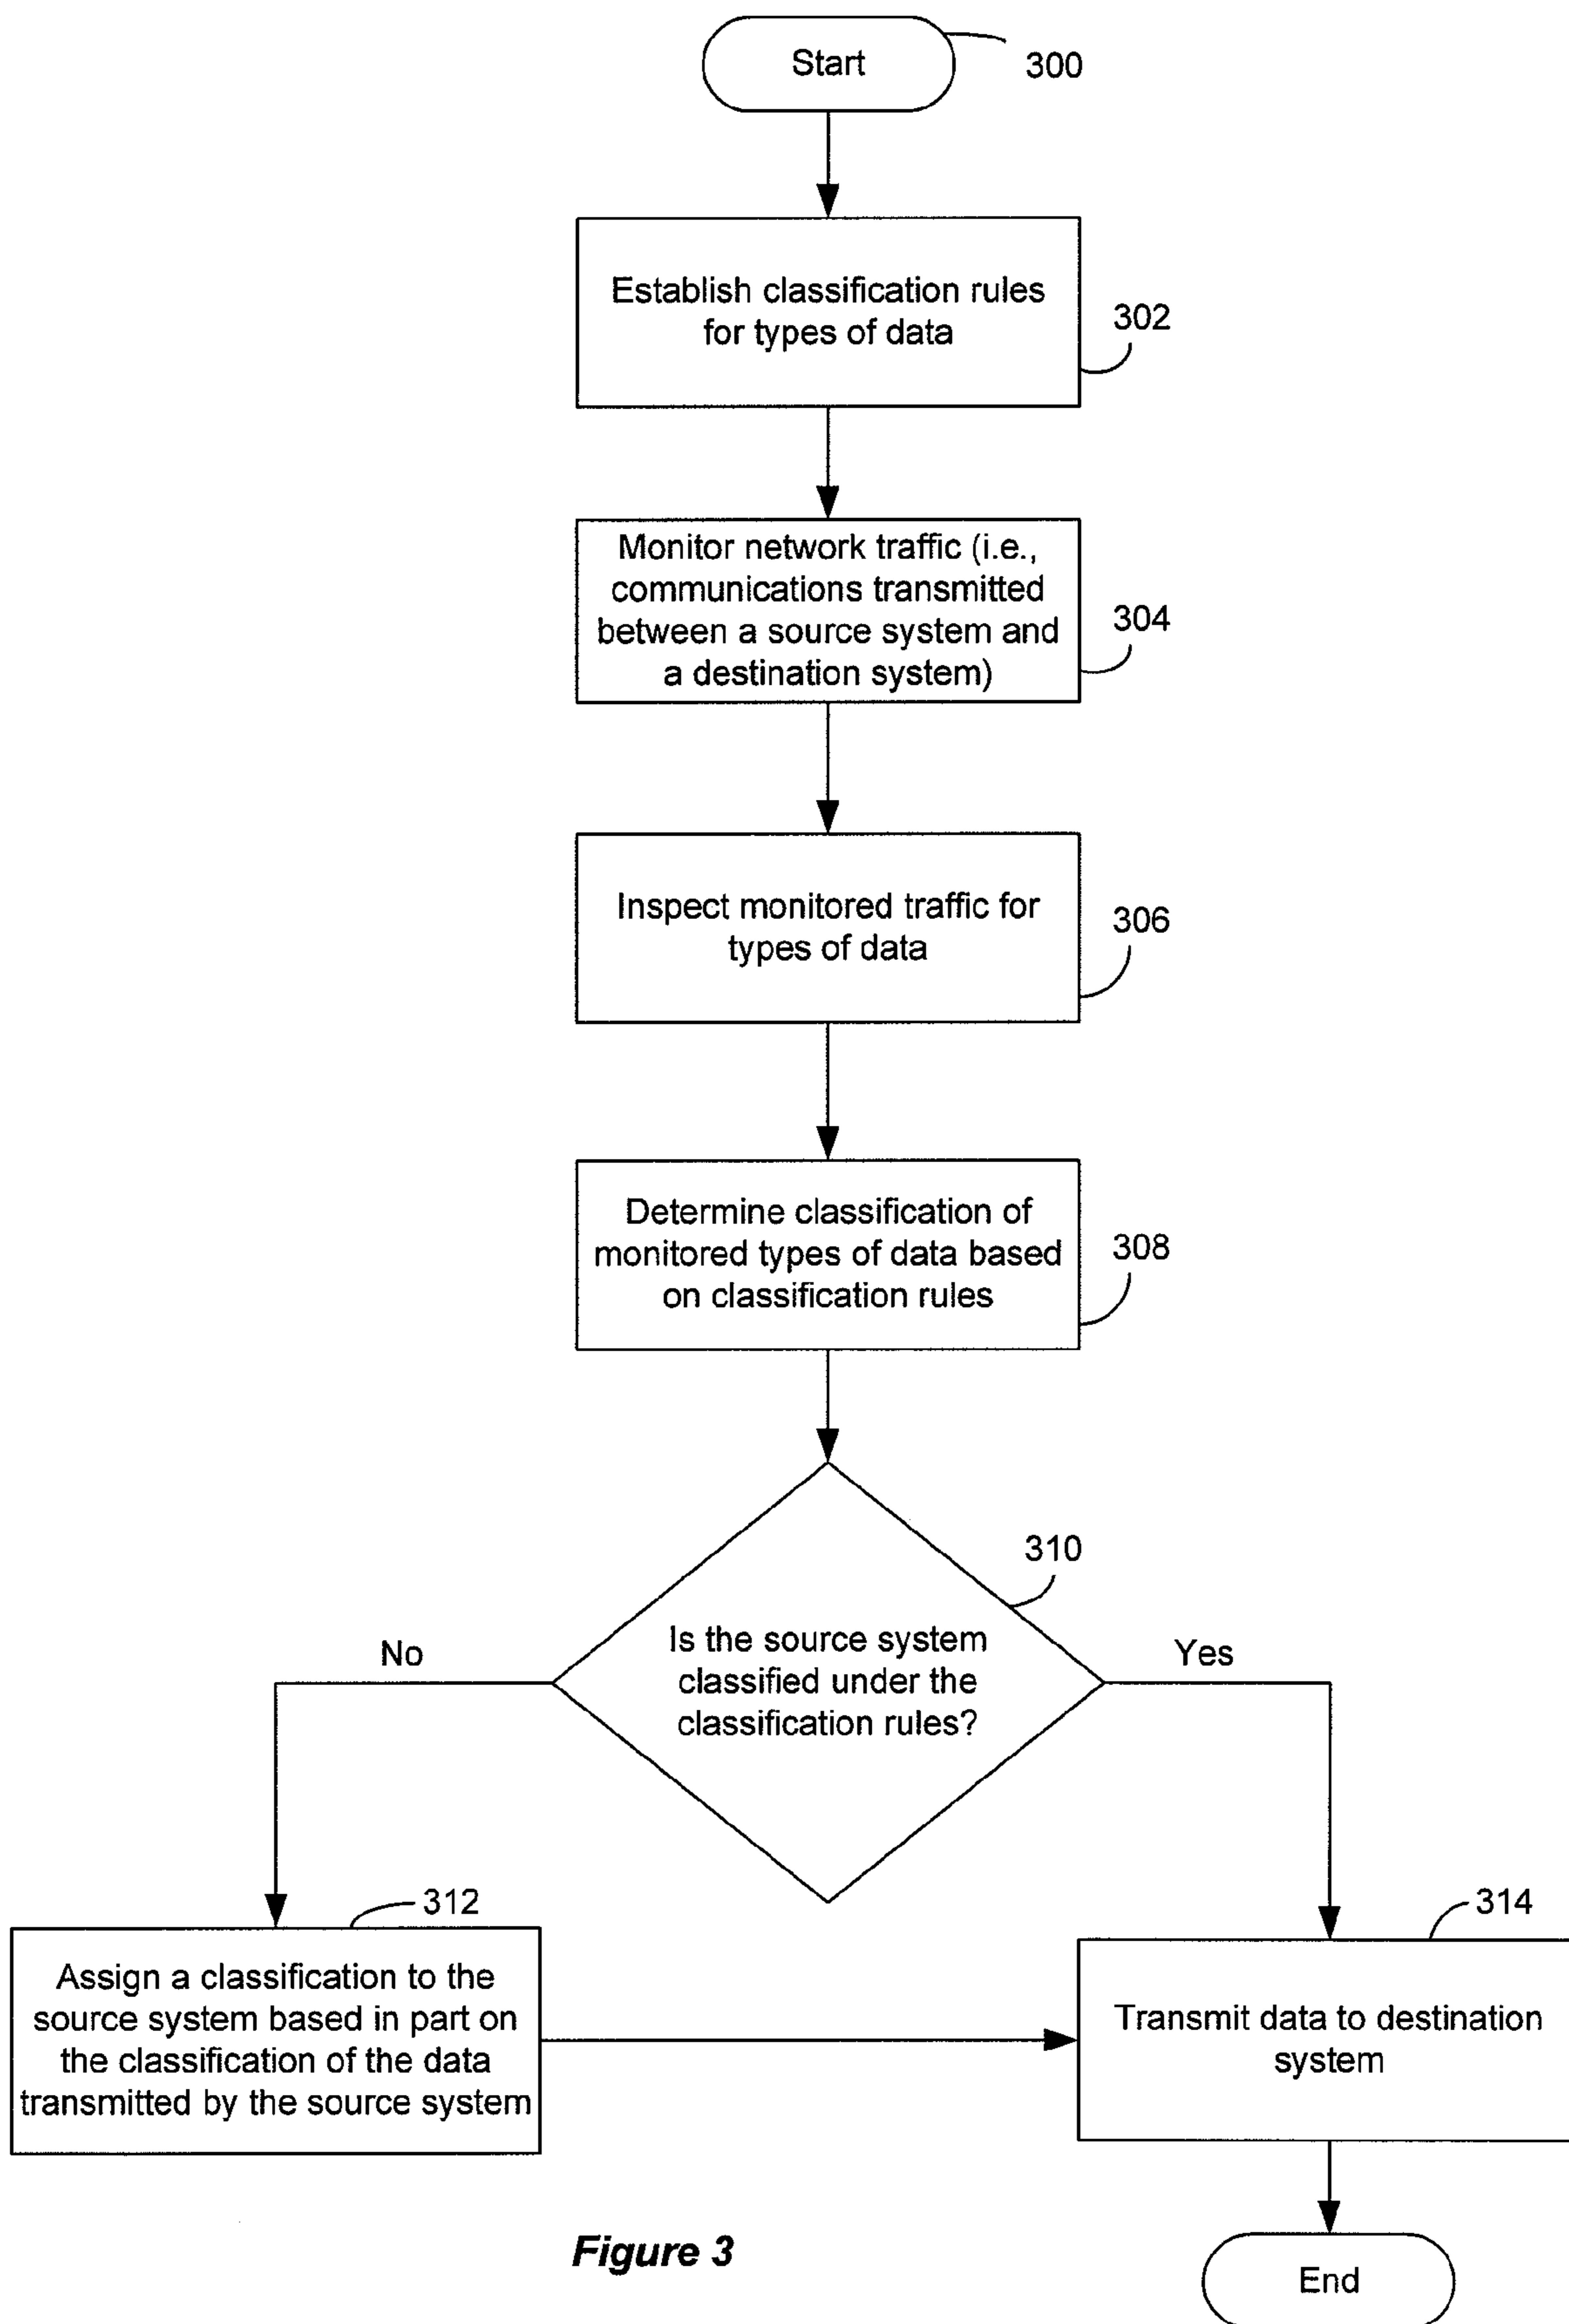 Start
300
Establish classification rules
for types of data
302
Monitor network traffic (i.e.,
communications transmitted
between a source system and
a destination system)
304
Inspect monitored traffic for
types of data
306
Determine classification of
monitored types of data based
on classification rules
308
310
Is the source system
classified under the
classification rules?
No
Yes
312
Assign a classification to the
source system based in part on
the classification of the data
transmitted by the source system
314
Transmit data to destination
system
Figure 3
End